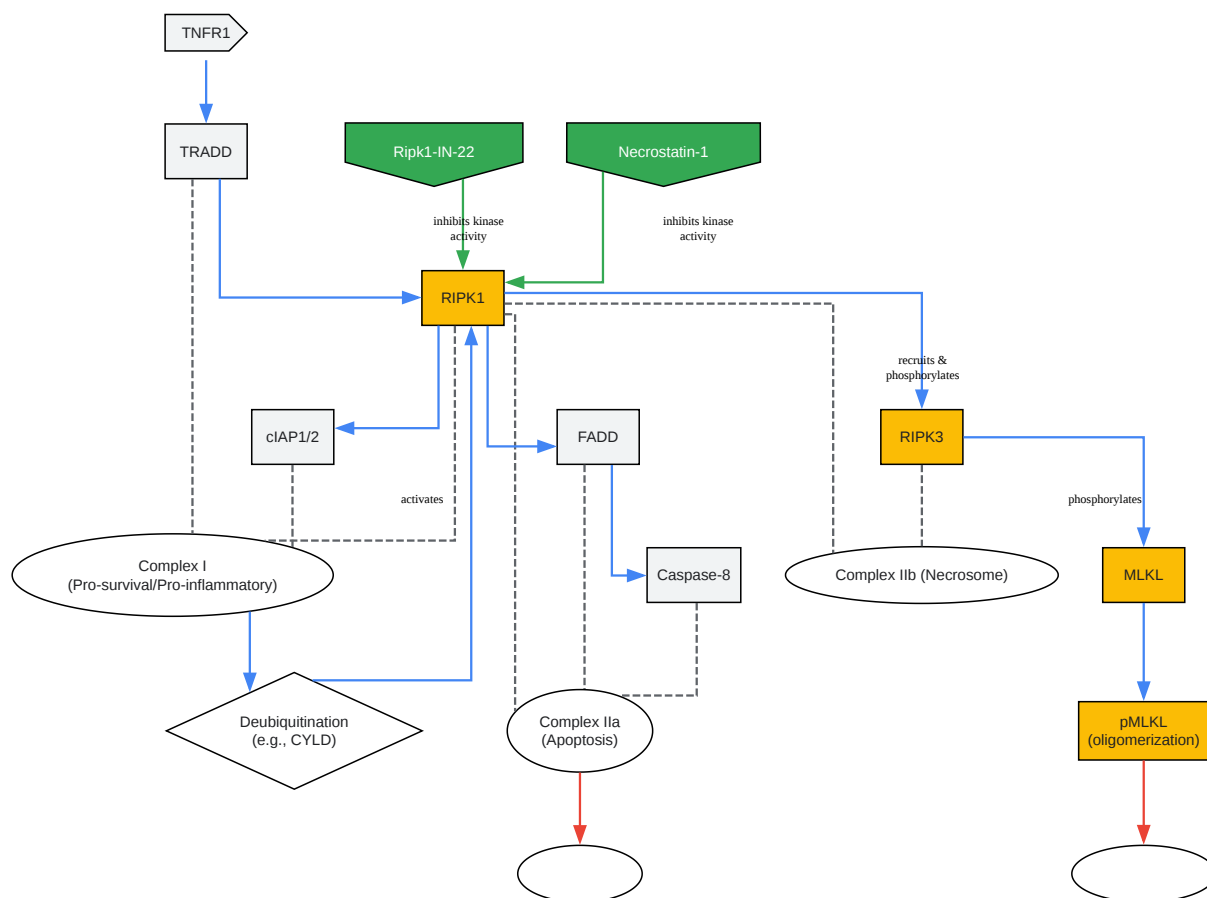 TNFR1
TRADD
Ripk1-IN-22
Necrostatin-1
inhibits kinase
activity
inhibits kinase
activity
RIPK1
recruits &
phosphorylates
cIAP1/2
FADD
RIPK3
activates
phosphorylates
Complex I
(Pro-survival/Pro-inflammatory)
Caspase-8
Complex IIb (Necrosome)
MLKL
Deubiquitination
(e.g., CYLD)
Complex IIa
(Apoptosis)
pMLKL
(oligomerization)